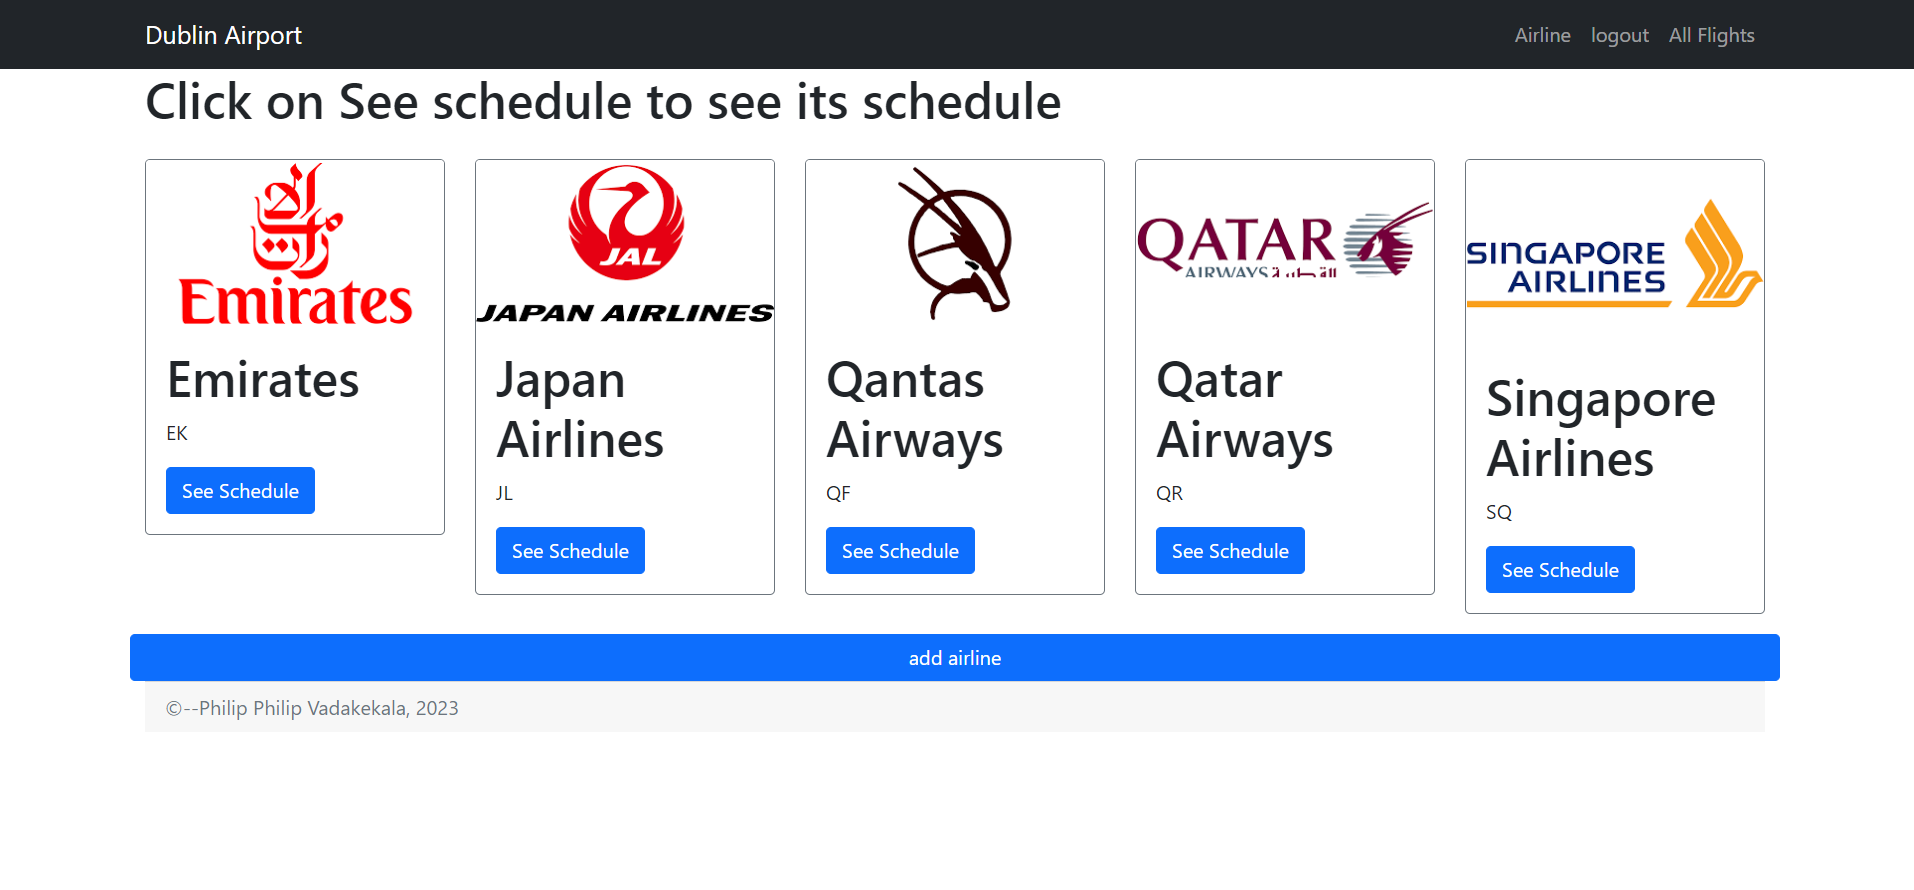 Dublin Airport
Airline logout All Flights
Click on See schedule to see its schedule
Emirates
Emirates
EK
See Schedule
JAL
JAPAN AIRLINES
Japan
Airlines
JL
See Schedule
Qantas
Airways
QF
See Schedule
QATAR
AIRWAYS القطرية
Qatar
Airways
QR
See Schedule
SINGAPORE
AIRLINES
Singapore
Airlines
SQ
See Schedule
add airline
©--Philip Philip Vadakekala, 2023